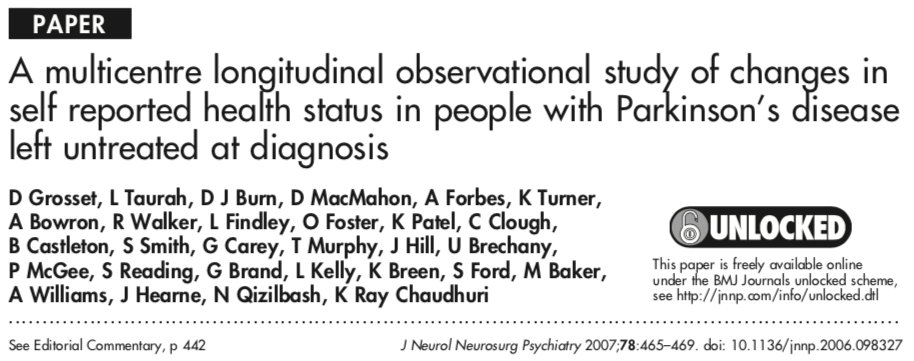 PAPER
A multicentre longitudinal observational study of changes in
self reported health status in people with Parkinson's disease
left untreated at diagnosis
D Grosset, L Taurah, D J Burn, D MacMahon, A Forbes, K Turner,
A Bowron, R Walker, L Findley, O Foster, K Patel, C Clough,
B Castleton, S Smith, G Carey, T Murphy, J Hill, U Brechany,
P McGee, S Reading, G Brand, L Kelly, K Breen, S Ford, M Baker,
A Williams, J Hearne, N Qizilbash, K Ray Chaudhuri
UNLOCKED
This paper is freely available online
under the BMJ Journals unlocked scheme,
see http://jnnp.com/info/unlocked.dtl
See Editorial Commentary, p 442
J Neurol Neurosurg Psychiatry 2007;78:465–469. doi: 10.1136/jnnp.2006.098327